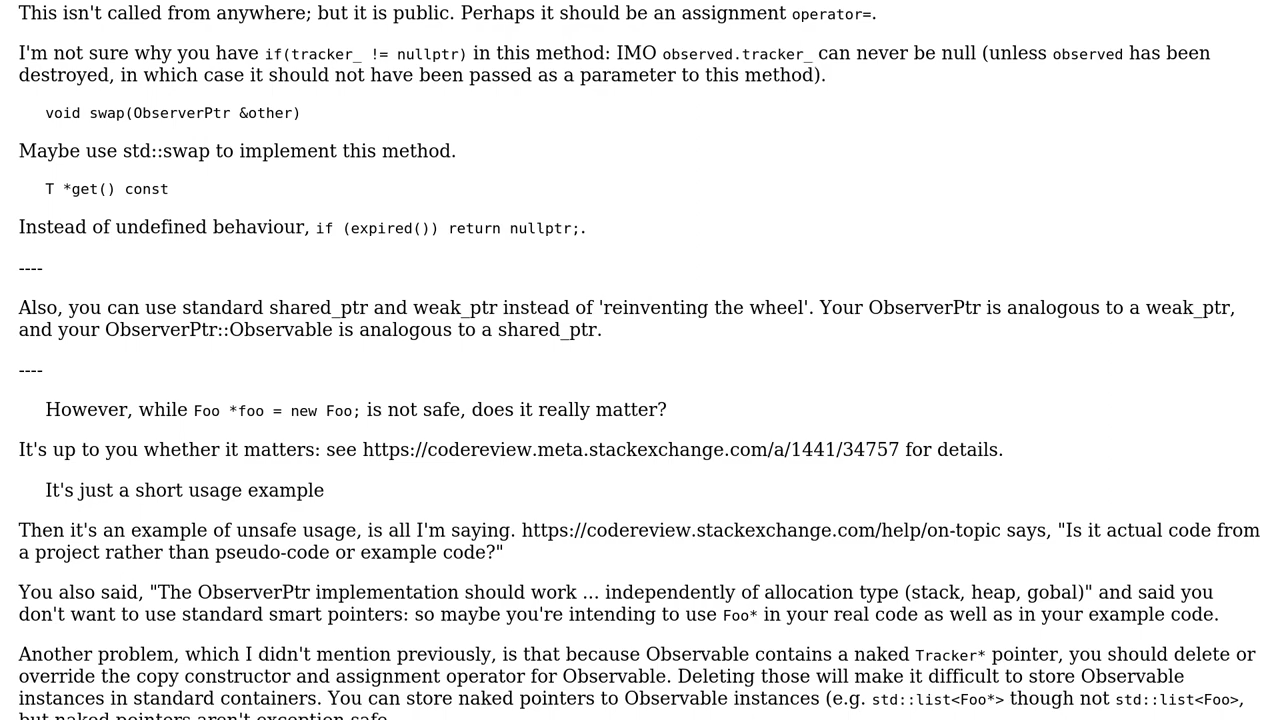 This isn't called from anywhere; but it is public. Perhaps it should be an assignment operator=.
I'm not sure why you have if(tracker_ != nullptr) in this method: IMO observed.tracker_ can never be null (unless observed has been
destroyed, in which case it should not have been passed as a parameter to this method).
void swap(ObserverPtr &other)
Maybe use std::swap to implement this method.
T *get() const
Instead of undefined behaviour, if (expired()) return nullptr;.
----
Also, you can use standard shared_ptr and weak_ptr instead of 'reinventing the wheel'. Your ObserverPtr is analogous to a weak_ptr,
and your ObserverPtr::Observable is analogous to a shared_ptr.
----
However, while Foo *foo = new Foo; is not safe, does it really matter?
It's up to you whether it matters: see https://codereview.meta.stackexchange.com/a/1441/34757 for details.
It's just a short usage example
Then it's an example of unsafe usage, is all I'm saying. https://codereview.stackexchange.com/help/on-topic says, "Is it actual code from
a project rather than pseudo-code or example code?"
You also said, "The ObserverPtr implementation should work ... independently of allocation type (stack, heap, gobal)" and said you
don't want to use standard smart pointers: so maybe you're intending to use Foo* in your real code as well as in your example code.
Another problem, which I didn't mention previously, is that because Observable contains a naked Tracker* pointer, you should delete or
override the copy constructor and assignment operator for Observable. Deleting those will make it difficult to store Observable
instances in standard containers. You can store naked pointers to Observable instances (e.g. std::list<Foo*> though not std::list<Foo>,
but naked pointers aren't exception safe